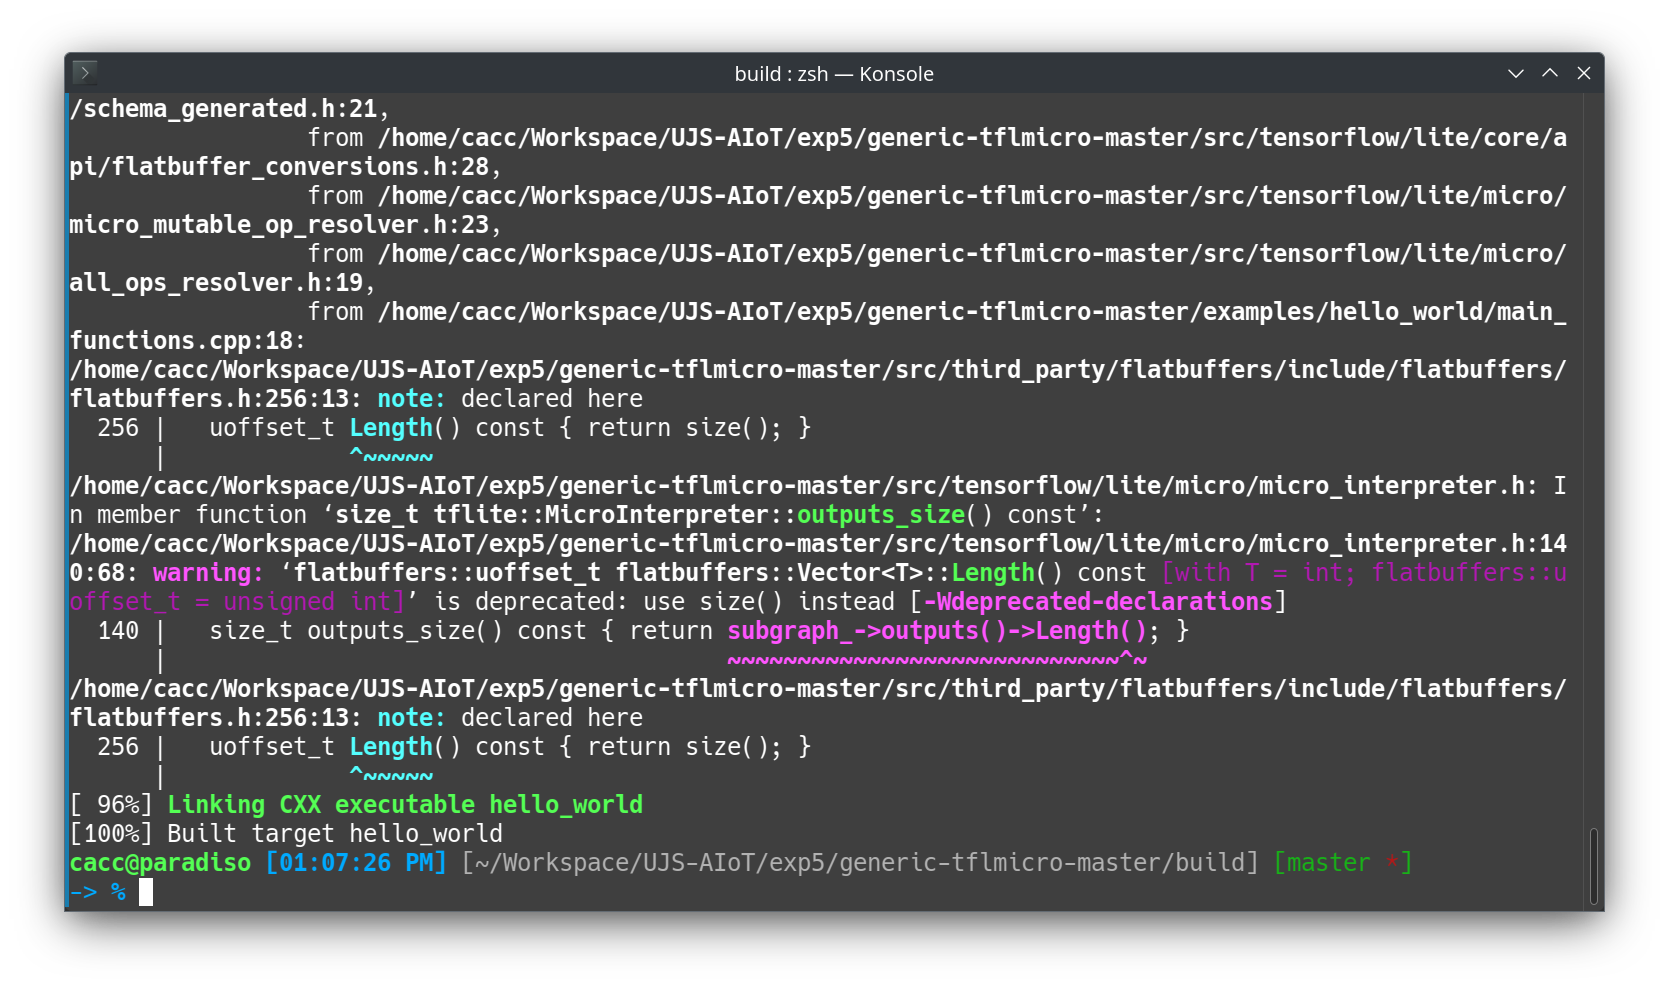 build : zsh — Konsole
/schema_generated.h:21,
                 from /home/cacc/Workspace/UJS-AIoT/exp5/generic-tflmicro-master/src/tensorflow/lite/core/a
pi/flatbuffer_conversions.h:28,
                 from /home/cacc/Workspace/UJS-AIoT/exp5/generic-tflmicro-master/src/tensorflow/lite/micro/
micro_mutable_op_resolver.h:23,
                 from /home/cacc/Workspace/UJS-AIoT/exp5/generic-tflmicro-master/src/tensorflow/lite/micro/
all_ops_resolver.h:19,
                 from /home/cacc/Workspace/UJS-AIoT/exp5/generic-tflmicro-master/examples/hello_world/main_
functions.cpp:18:
/home/cacc/Workspace/UJS-AIoT/exp5/generic-tflmicro-master/src/third_party/flatbuffers/include/flatbuffers/
flatbuffers.h:256:13: note: declared here
  256 |   uoffset_t Length() const { return size(); }
      |             ^~~~~~
/home/cacc/Workspace/UJS-AIoT/exp5/generic-tflmicro-master/src/tensorflow/lite/micro/micro_interpreter.h: I
n member function ‘size_t tflite::MicroInterpreter::outputs_size() const’:
/home/cacc/Workspace/UJS-AIoT/exp5/generic-tflmicro-master/src/tensorflow/lite/micro/micro_interpreter.h:14
0:68: warning: ‘flatbuffers::uoffset_t flatbuffers::Vector<T>::Length() const [with T = int; flatbuffers::u
offset_t = unsigned int]’ is deprecated: use size() instead [-Wdeprecated-declarations]
  140 |   size_t outputs_size() const { return subgraph_->outputs()->Length(); }
      |                                        ~~~~~~~~~~~~~~~~~~~~~~~~~~~~^~
/home/cacc/Workspace/UJS-AIoT/exp5/generic-tflmicro-master/src/third_party/flatbuffers/include/flatbuffers/
flatbuffers.h:256:13: note: declared here
  256 |   uoffset_t Length() const { return size(); }
      |             ^~~~~~
[ 96%] Linking CXX executable hello_world
[100%] Built target hello_world
cacc@paradiso [01:07:26 PM] [~/Workspace/UJS-AIoT/exp5/generic-tflmicro-master/build] [master *]
-> %